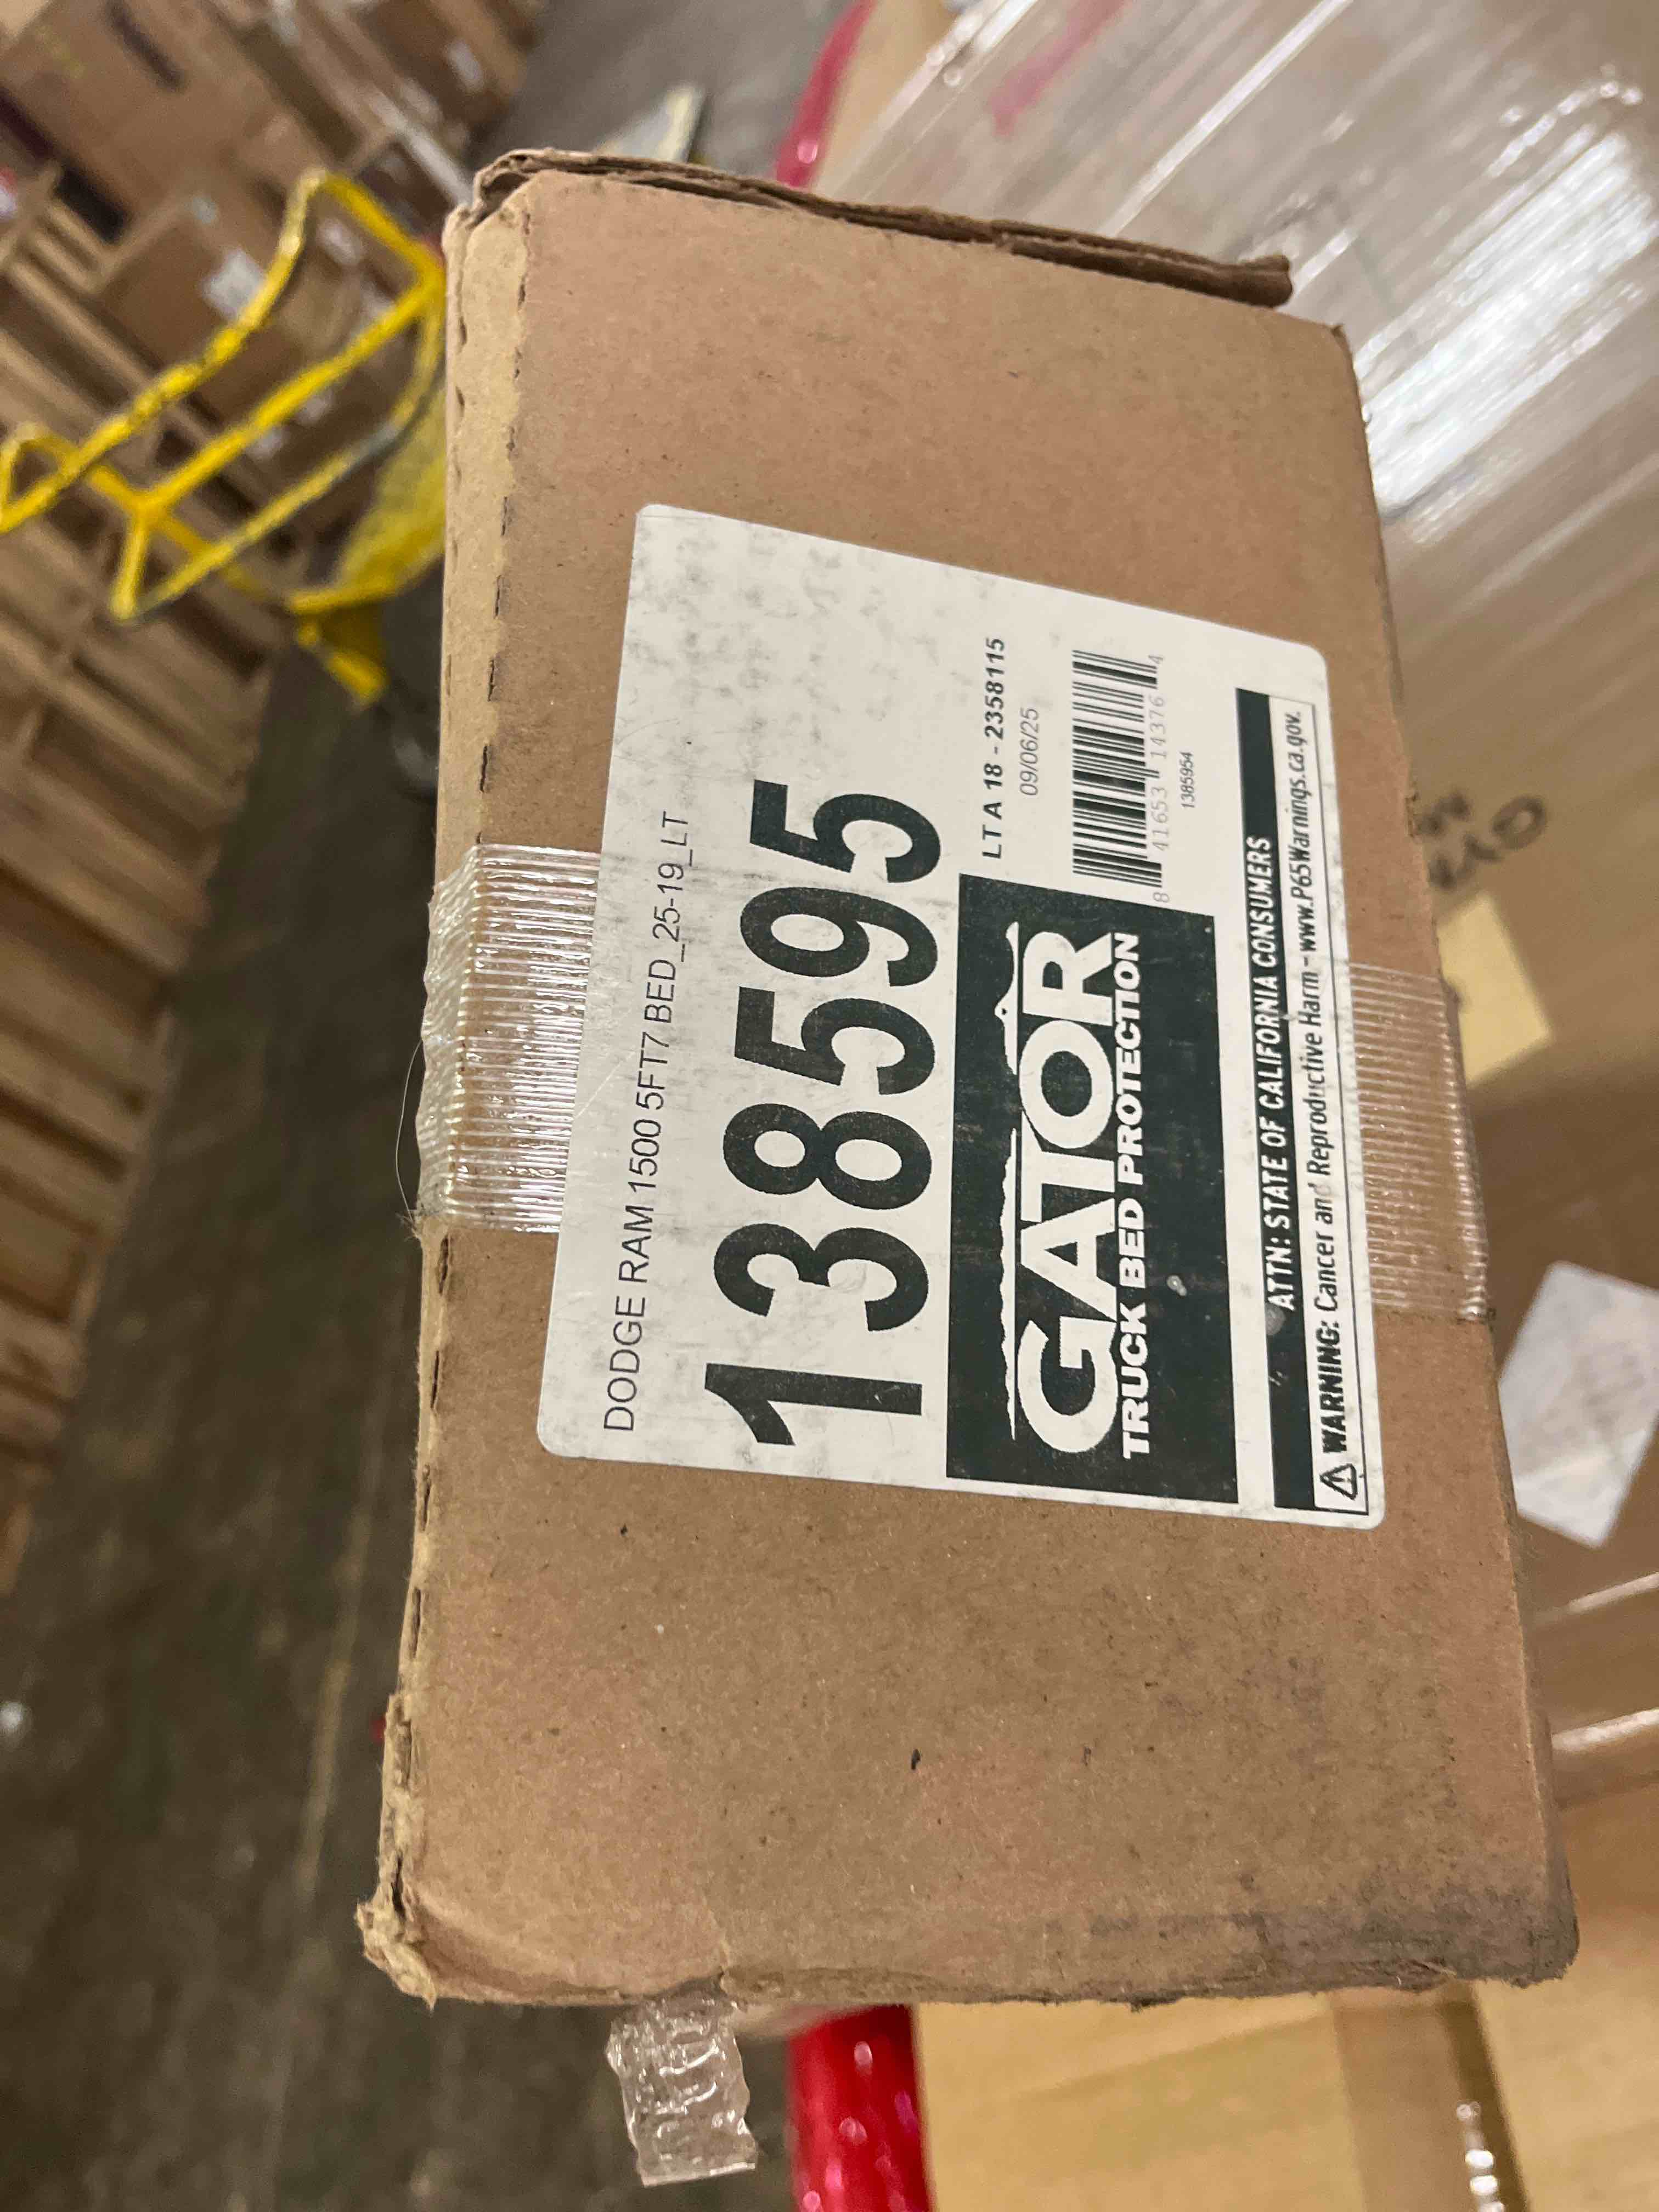 DODGE RAM 1500 5FT7 BED_25-19_LT
138595
GATOR
TRUCK BED PROTECTION
LT A 18 - 2358115
09/06/25
8 41653 14376 4
1385954
ATTN: STATE OF CALIFORNIA CONSUMERS
⚠ WARNING: Cancer and Reproductive Harm - www.P65Warnings.ca.gov.